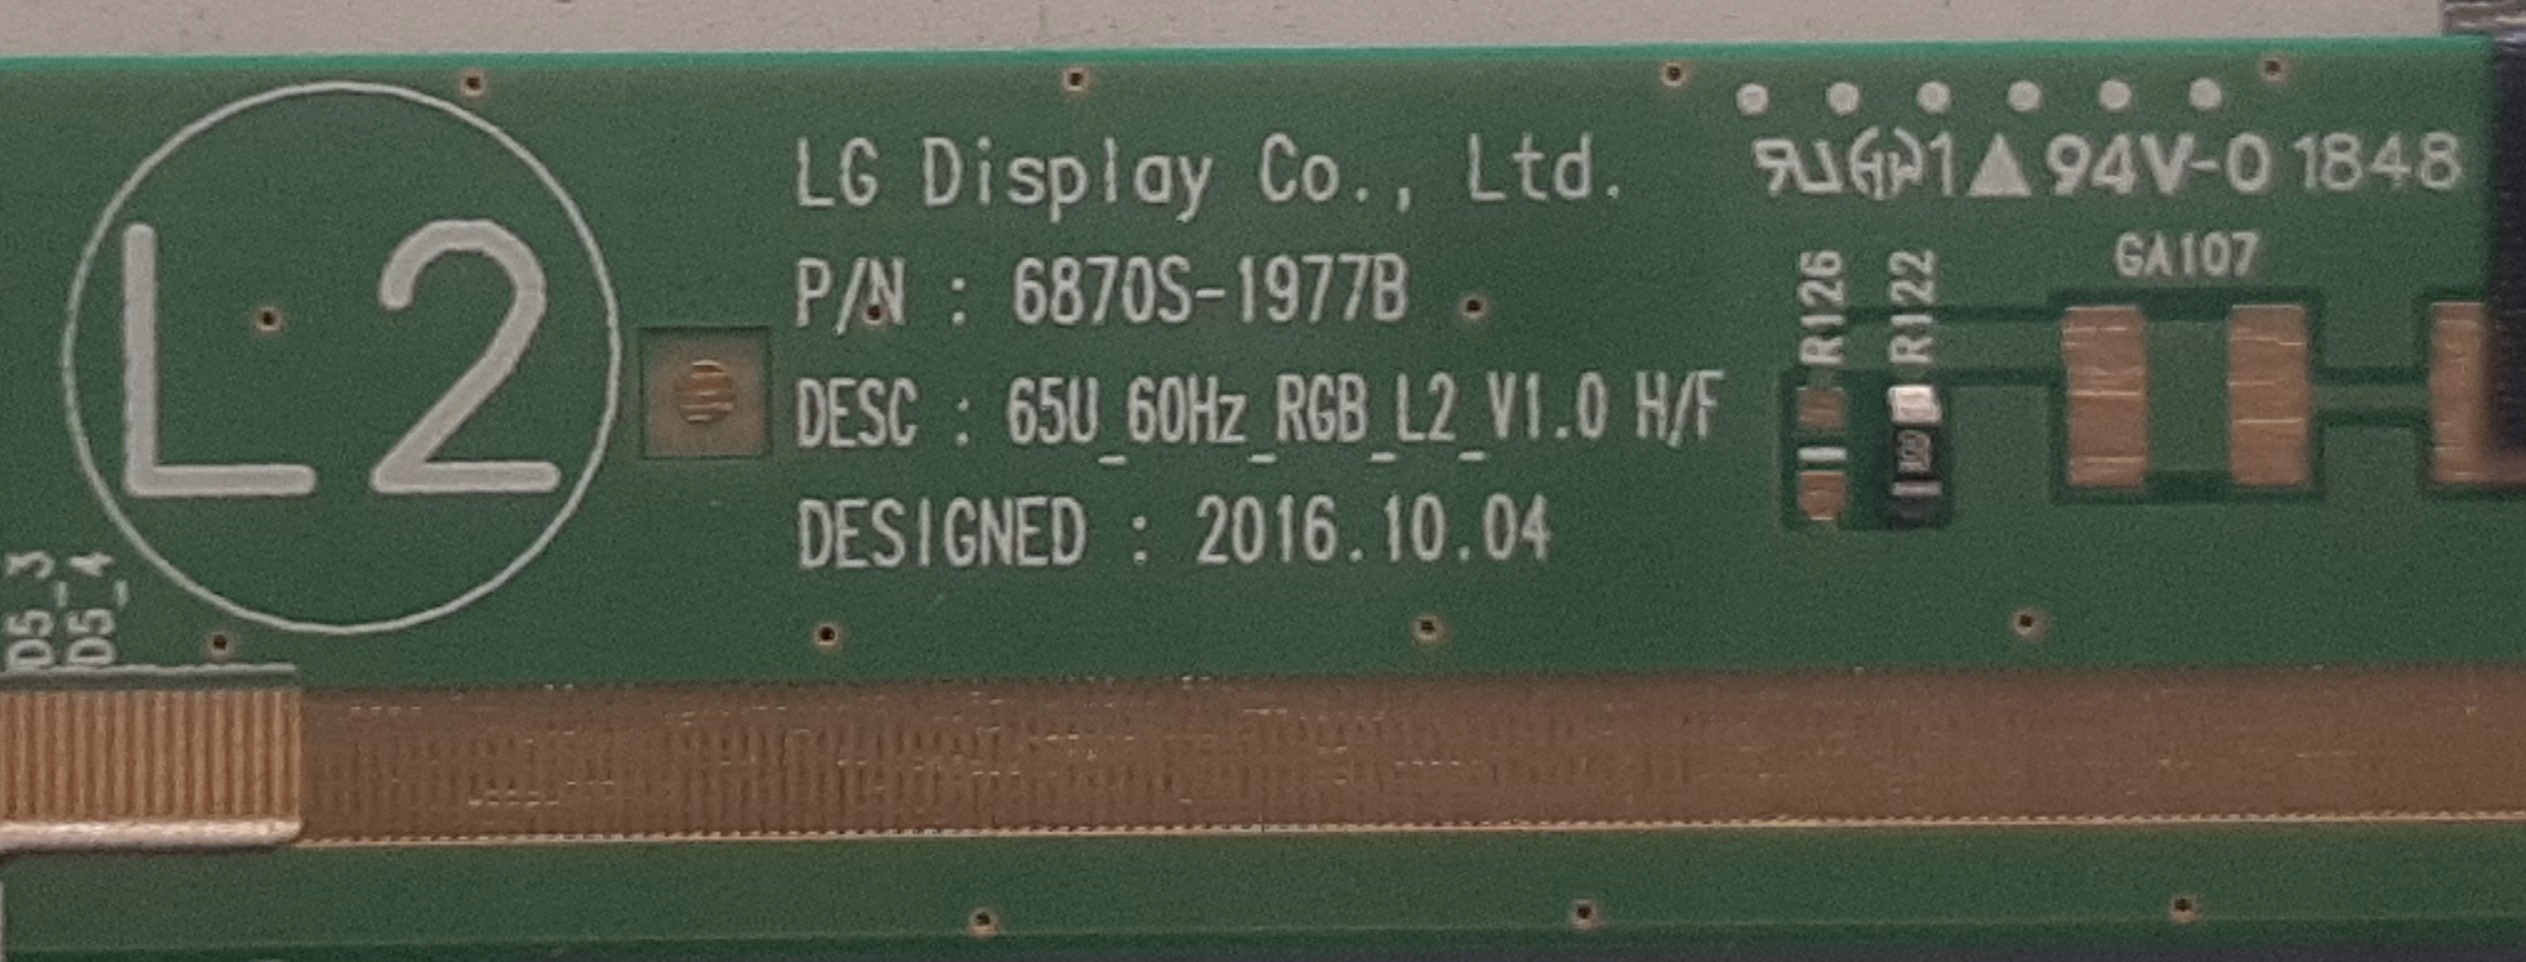 L2
LG Display Co., Ltd.
P/N : 6870S-1977B
DESC : 65U_60Hz_RGB_L2_V1.0 H/F
DESIGNED : 2016.10.04
1▲94V-0 1848
GA107
R126
R122
D5_3
D5_4